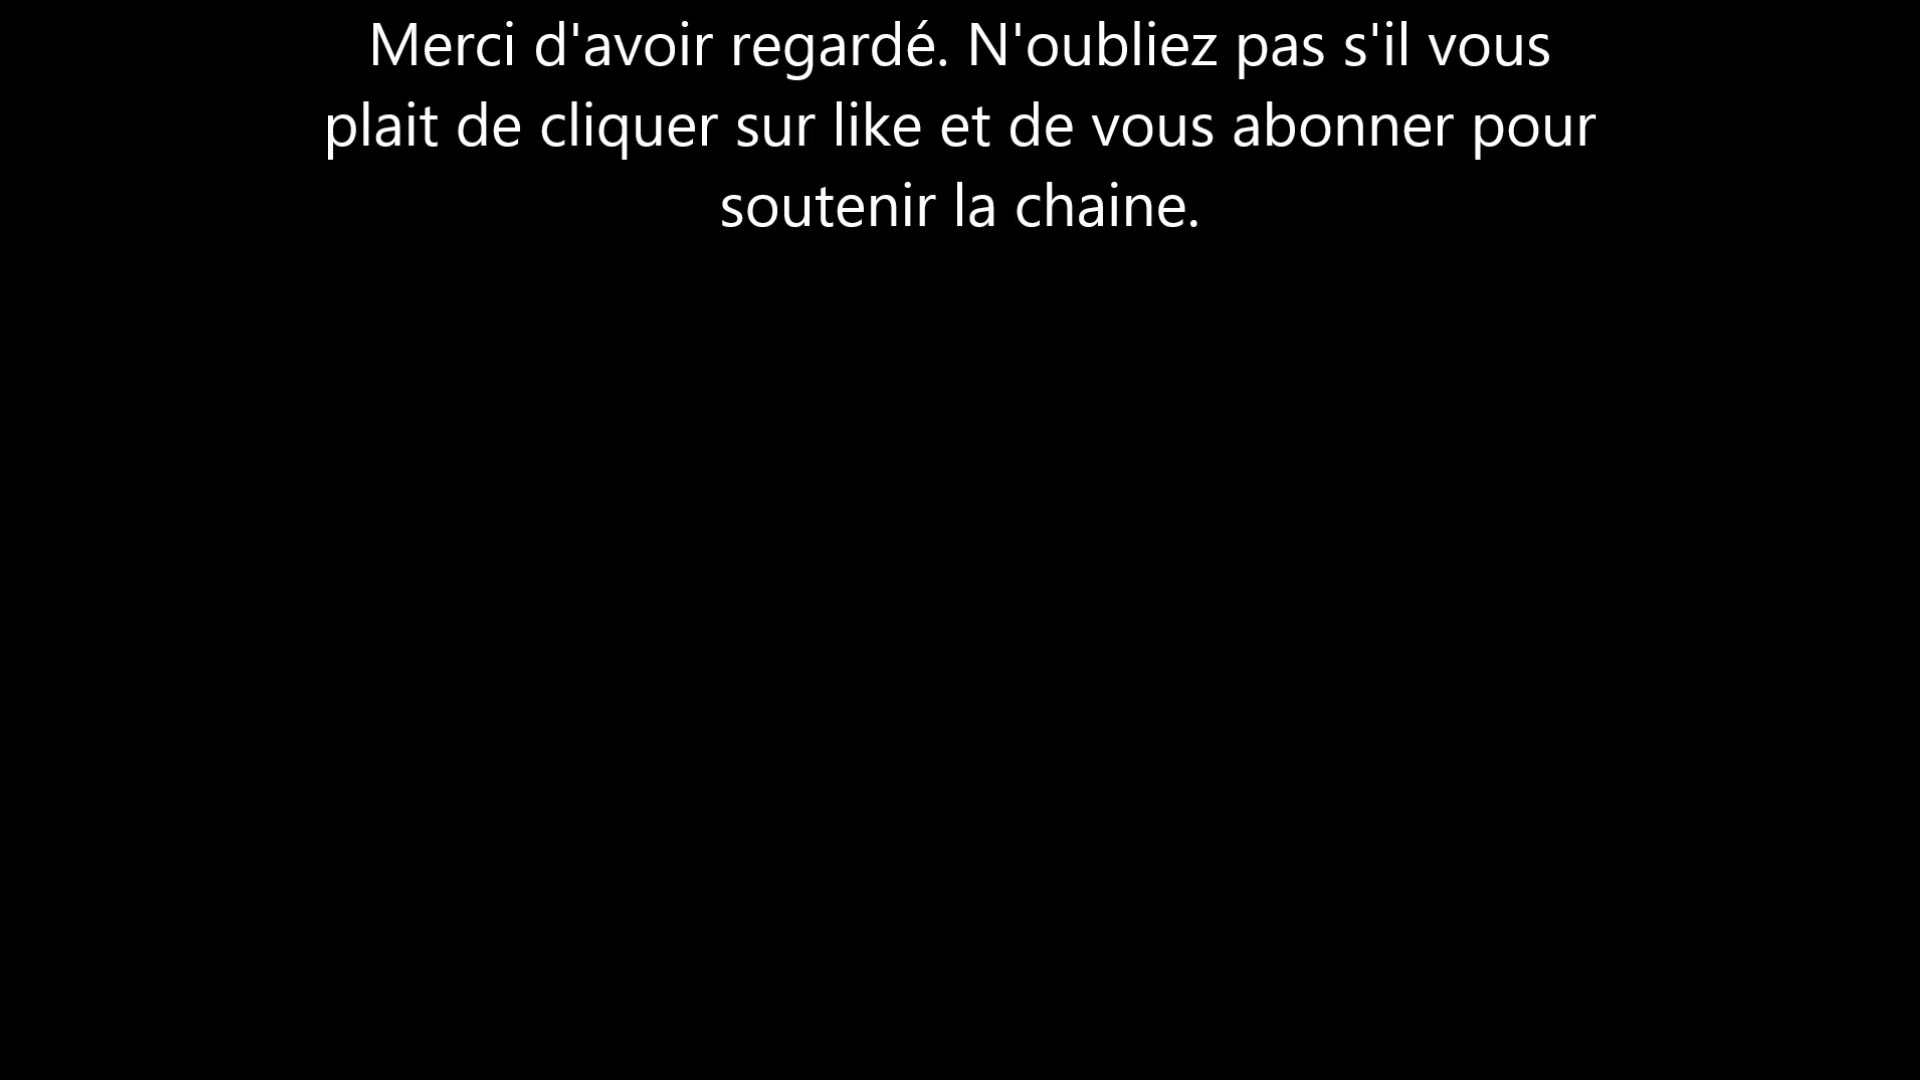 Merci d'avoir regardé. N'oubliez pas s'il vous
plait de cliquer sur like et de vous abonner pour
soutenir la chaine.